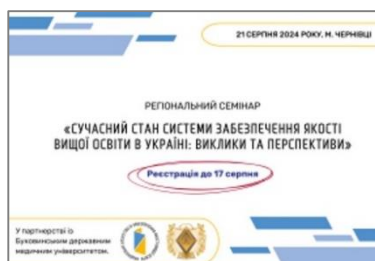 21 СЕРПНЯ 2024 РОКУ, М. ЧЕРНІВЦІ
РЕГІОНАЛЬНИЙ СЕМІНАР
«СУЧАСНИЙ СТАН СИСТЕМИ ЗАБЕЗПЕЧЕННЯ ЯКОСТІ
ВИЩОЇ ОСВІТИ В УКРАЇНІ: ВИКЛИКИ ТА ПЕРСПЕКТИВИ»
Реєстрація до 17 серпня
У партнерстві із
Буковинським державним
медичним університетом.